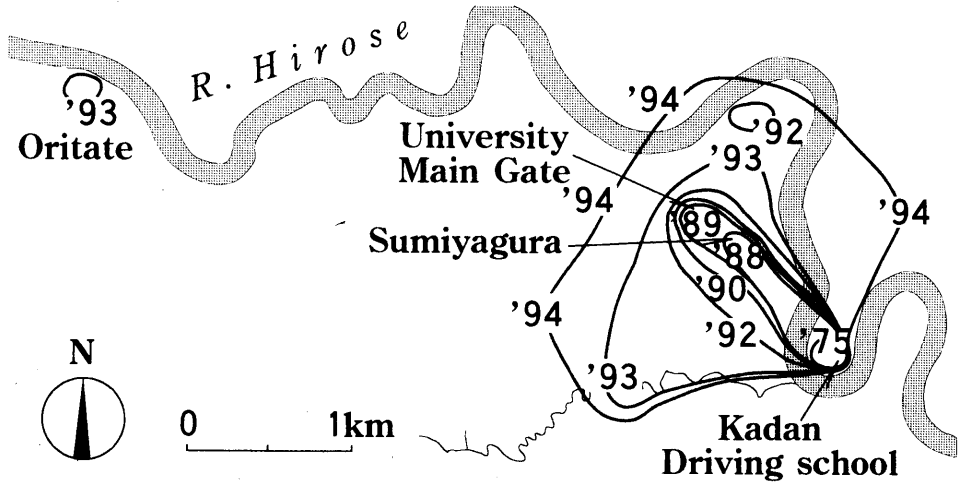 R. Hirose
'93
Oritate
'94
'92
University
Main Gate
'93
'94
'94
'89
Sumiyagura
'88
'90
'94
'92
'75
N
'93
0 1km
Kadan
Driving school